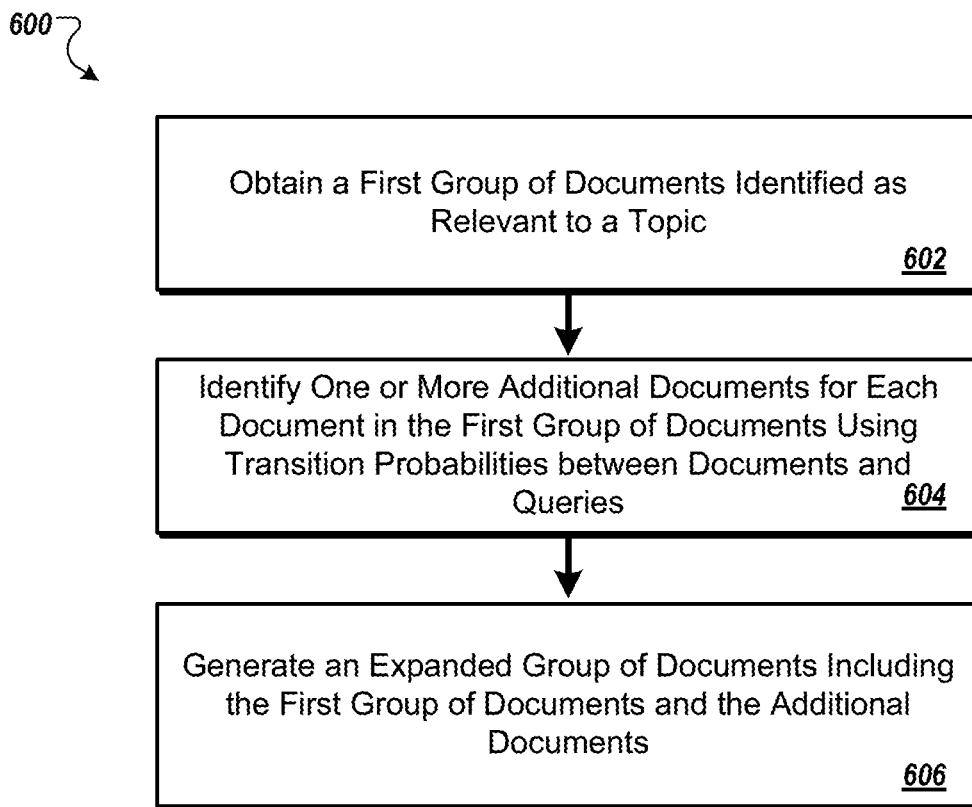 600
Obtain a First Group of Documents Identified as
Relevant to a Topic
602
Identify One or More Additional Documents for Each
Document in the First Group of Documents Using
Transition Probabilities between Documents and
Queries
604
Generate an Expanded Group of Documents Including
the First Group of Documents and the Additional
Documents
606